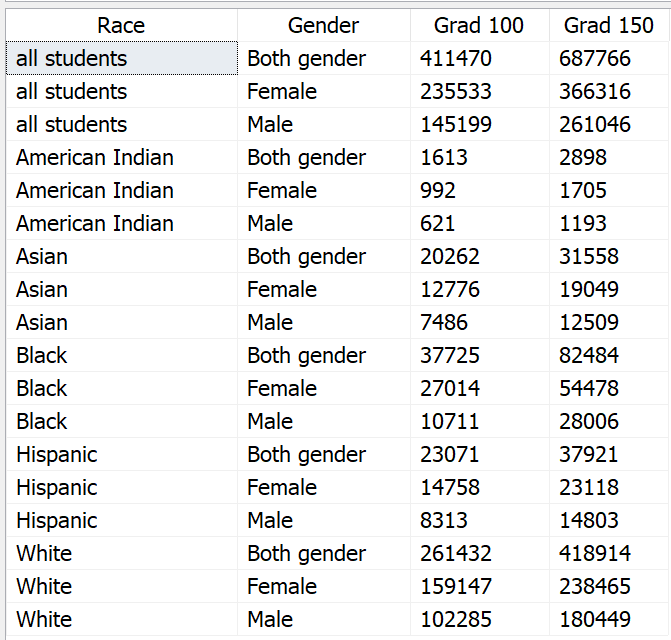 Race Gender Grad 100 Grad 150
all students Both gender 411470 687766
all students Female 235533 366316
all students Male 145199 261046
American Indian Both gender 1613 2898
American Indian Female 992 1705
American Indian Male 621 1193
Asian Both gender 20262 31558
Asian Female 12776 19049
Asian Male 7486 12509
Black Both gender 37725 82484
Black Female 27014 54478
Black Male 10711 28006
Hispanic Both gender 23071 37921
Hispanic Female 14758 23118
Hispanic Male 8313 14803
White Both gender 261432 418914
White Female 159147 238465
White Male 102285 180449